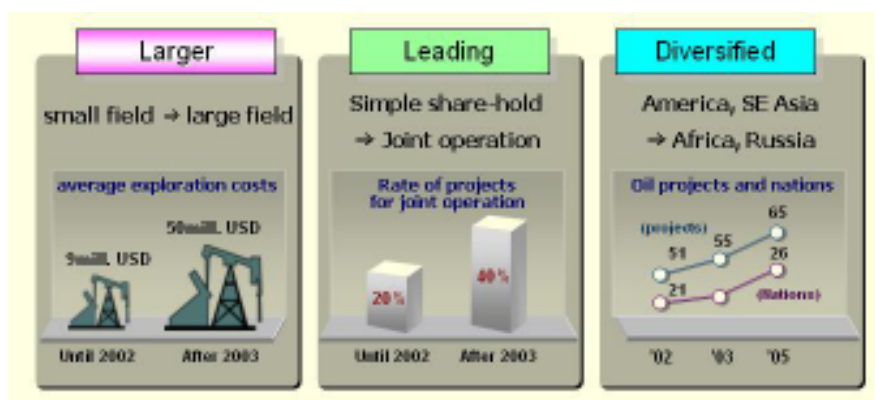 Larger
small field → large field
average exploration costs
50mill. USD
9mill. USD
Until 2002 After 2003
Leading
Simple share-hold
→ Joint operation
Rate of projects
for joint operation
20%
40%
Until 2002 After 2003
Diversified
America, SE Asia
→ Africa, Russia
Oil projects and nations
(projects)
51 55 65
21 26
(Nations)
'02 '03 '05